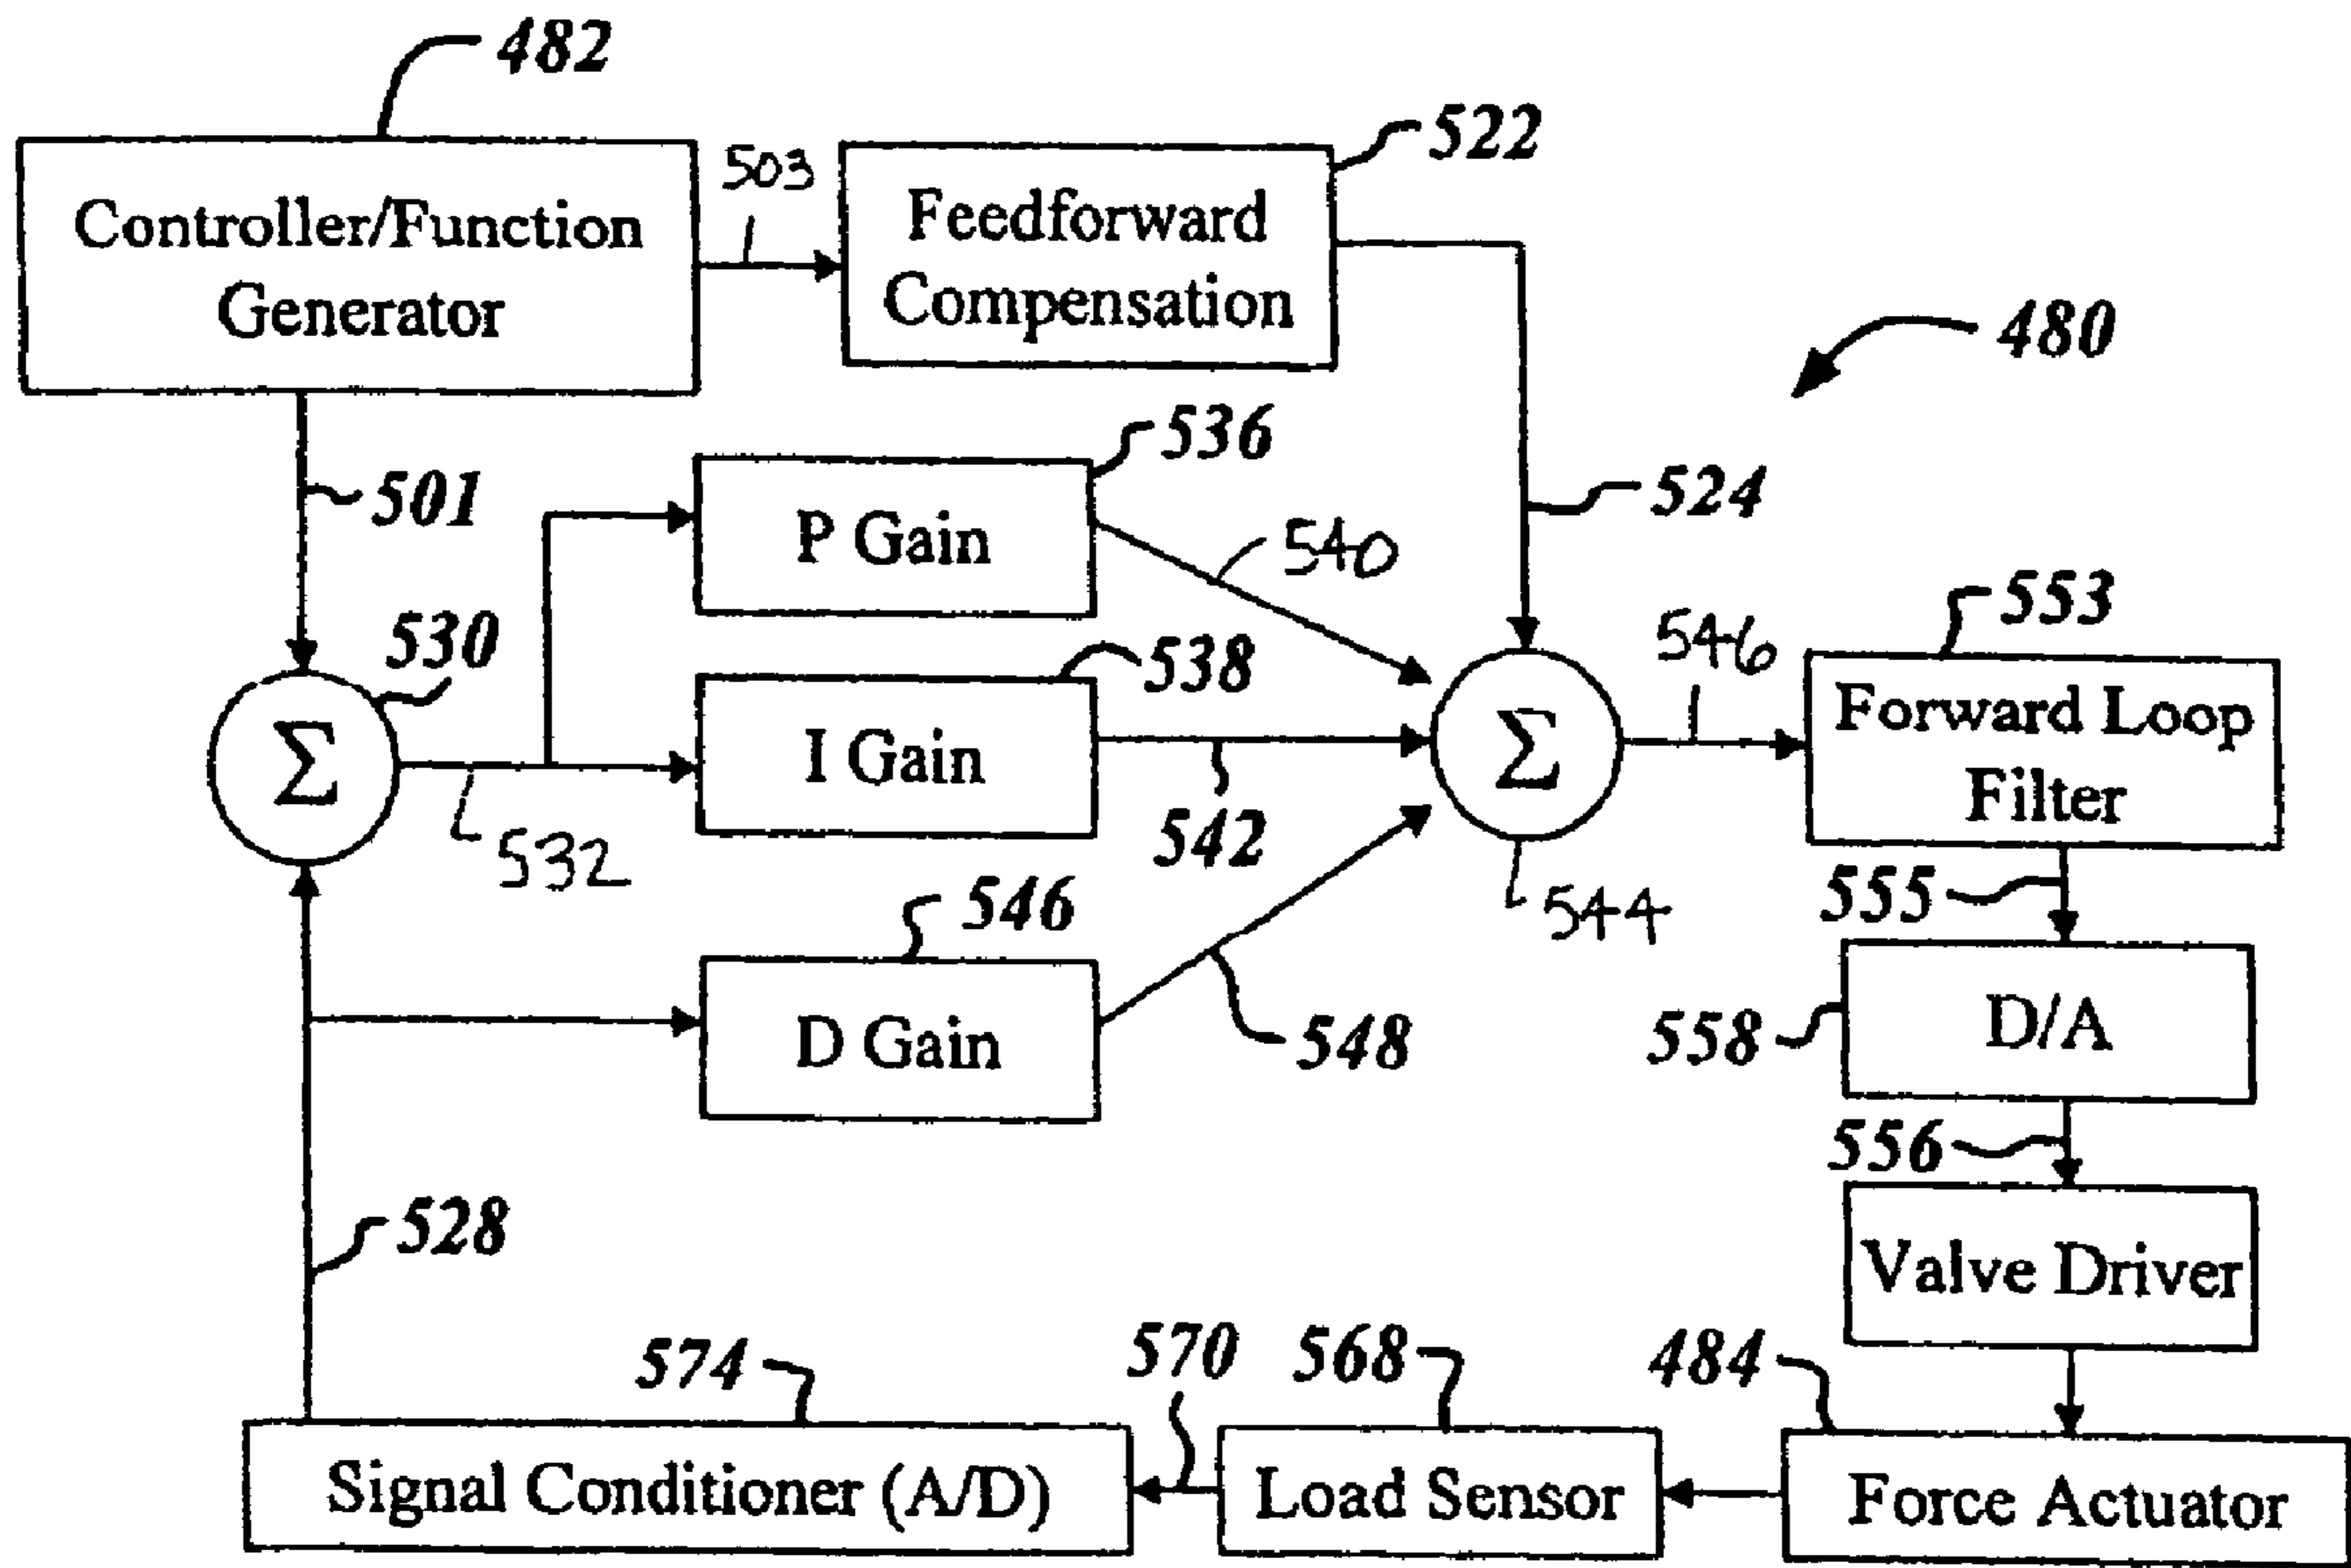 482
Controller/Function
Generator
503
Feedforward
Compensation
522
480
501
536
P Gain
524
540
530
538
I Gain
Σ
532
542
Σ
544
546
553
Forward Loop
Filter
546
D Gain
548
555
558
D/A
556
Valve Driver
528
574
570
568
484
Signal Conditioner (A/D)
Load Sensor
Force Actuator